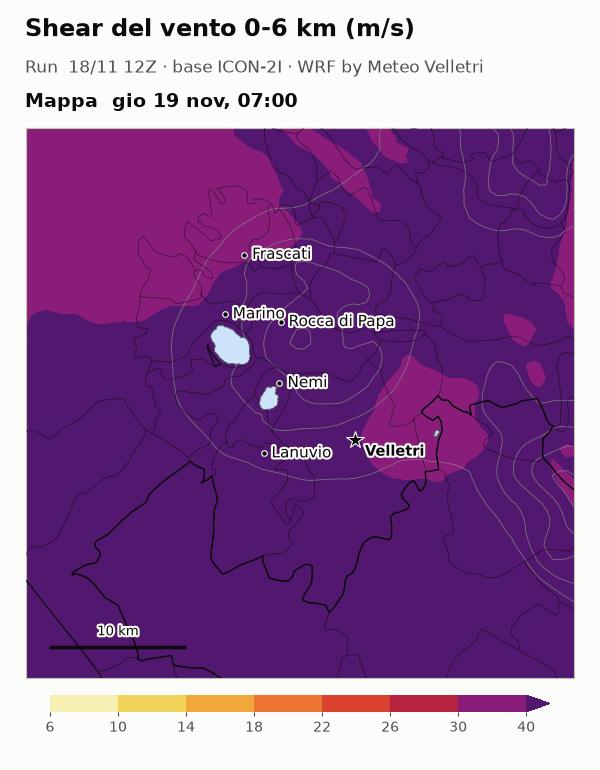 Shear del vento 0-6 km (m/s)
Run  18/11 12Z · base ICON-2I · WRF by Meteo Velletri
Mappa  gio 19 nov, 07:00
Frascati
Marino
Rocca di Papa
Nemi
Velletri
Lanuvio
10 km
6 10 14 18 22 26 30 40